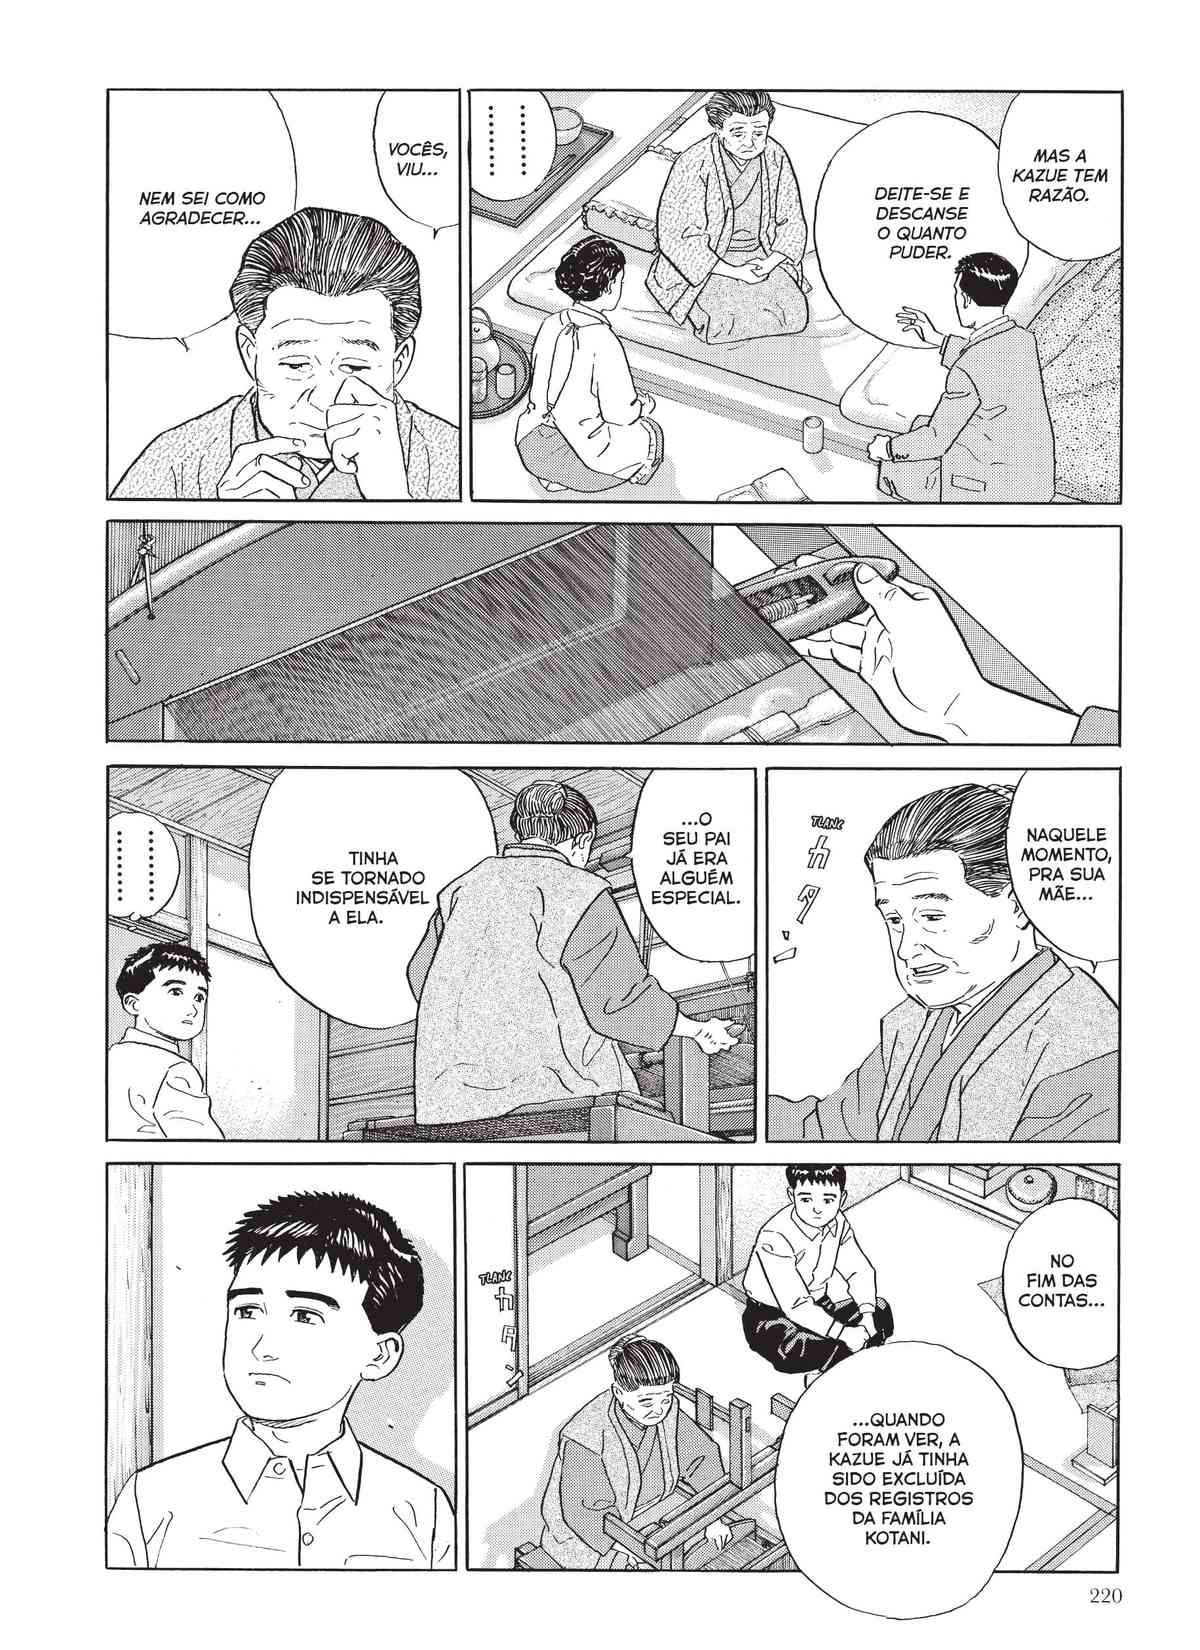 MAS A
KAZUE TEM
RAZÃO.
DEITE-SE E
DESCANSE
O QUANTO
PUDER.
VOCÊS,
VIU...
NEM SEI COMO
AGRADECER...
NAQUELE
MOMENTO,
PRA SUA
MÃE...
TLANC
カタン
...O
SEU PAI
JÁ ERA
ALGUÉM
ESPECIAL.
TINHA
SE TORNADO
INDISPENSÁVEL
A ELA.
NO
FIM DAS
CONTAS...
...QUANDO
FORAM VER, A
KAZUE JÁ TINHA
SIDO EXCLUÍDA
DOS REGISTROS
DA FAMÍLIA
KOTANI.
TLANC
カタン
220